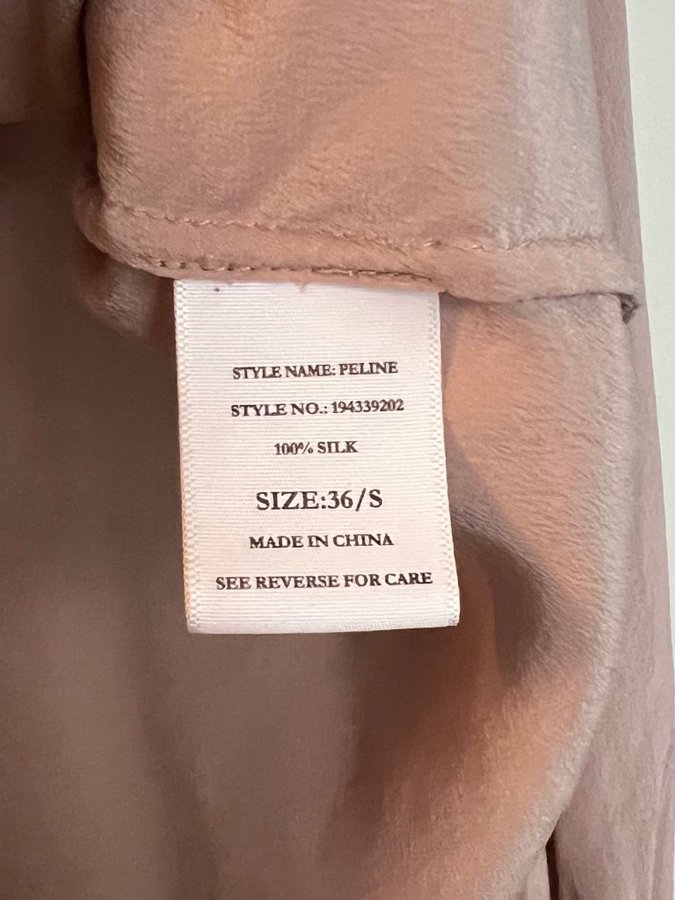 STYLE NAME: PELINE
STYLE NO.: 194339202
100% SILK
SIZE:36/S
MADE IN CHINA
SEE REVERSE FOR CARE